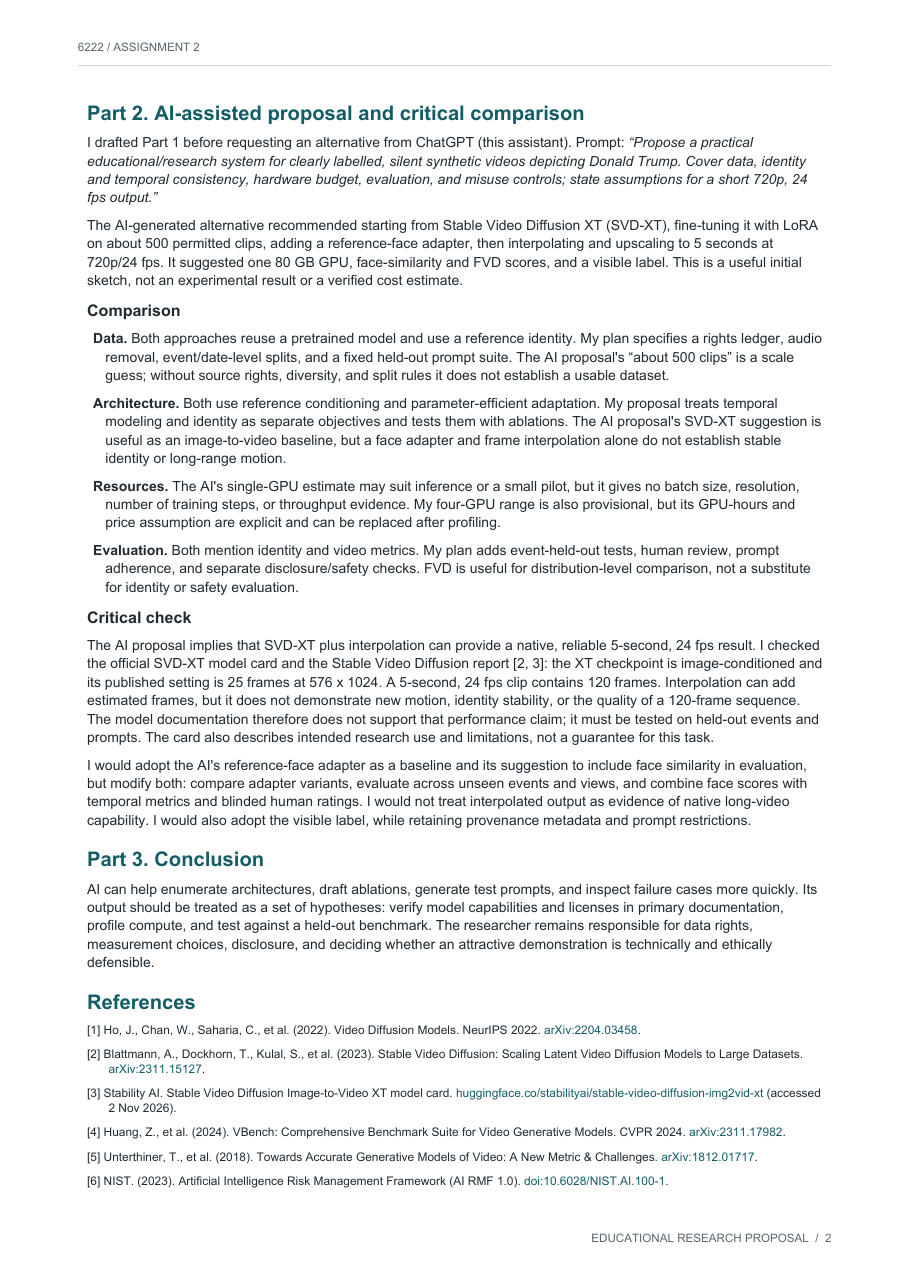 6222 / ASSIGNMENT 2
Part 2. AI-assisted proposal and critical comparison
I drafted Part 1 before requesting an alternative from ChatGPT (this assistant). Prompt: “Propose a practical
educational/research system for clearly labelled, silent synthetic videos depicting Donald Trump. Cover data, identity
and temporal consistency, hardware budget, evaluation, and misuse controls; state assumptions for a short 720p, 24
fps output.”
The AI-generated alternative recommended starting from Stable Video Diffusion XT (SVD-XT), fine-tuning it with LoRA
on about 500 permitted clips, adding a reference-face adapter, then interpolating and upscaling to 5 seconds at
720p/24 fps. It suggested one 80 GB GPU, face-similarity and FVD scores, and a visible label. This is a useful initial
sketch, not an experimental result or a verified cost estimate.
Comparison
Data. Both approaches reuse a pretrained model and use a reference identity. My plan specifies a rights ledger, audio
removal, event/date-level splits, and a fixed held-out prompt suite. The AI proposal's “about 500 clips” is a scale
guess; without source rights, diversity, and split rules it does not establish a usable dataset.
Architecture. Both use reference conditioning and parameter-efficient adaptation. My proposal treats temporal
modeling and identity as separate objectives and tests them with ablations. The AI proposal's SVD-XT suggestion is
useful as an image-to-video baseline, but a face adapter and frame interpolation alone do not establish stable
identity or long-range motion.
Resources. The AI's single-GPU estimate may suit inference or a small pilot, but it gives no batch size, resolution,
number of training steps, or throughput evidence. My four-GPU range is also provisional, but its GPU-hours and
price assumption are explicit and can be replaced after profiling.
Evaluation. Both mention identity and video metrics. My plan adds event-held-out tests, human review, prompt
adherence, and separate disclosure/safety checks. FVD is useful for distribution-level comparison, not a substitute
for identity or safety evaluation.
Critical check
The AI proposal implies that SVD-XT plus interpolation can provide a native, reliable 5-second, 24 fps result. I checked
the official SVD-XT model card and the Stable Video Diffusion report [2, 3]: the XT checkpoint is image-conditioned and
its published setting is 25 frames at 576 x 1024. A 5-second, 24 fps clip contains 120 frames. Interpolation can add
estimated frames, but it does not demonstrate new motion, identity stability, or the quality of a 120-frame sequence.
The model documentation therefore does not support that performance claim; it must be tested on held-out events and
prompts. The card also describes intended research use and limitations, not a guarantee for this task.
I would adopt the AI's reference-face adapter as a baseline and its suggestion to include face similarity in evaluation,
but modify both: compare adapter variants, evaluate across unseen events and views, and combine face scores with
temporal metrics and blinded human ratings. I would not treat interpolated output as evidence of native long-video
capability. I would also adopt the visible label, while retaining provenance metadata and prompt restrictions.
Part 3. Conclusion
AI can help enumerate architectures, draft ablations, generate test prompts, and inspect failure cases more quickly. Its
output should be treated as a set of hypotheses: verify model capabilities and licenses in primary documentation,
profile compute, and test against a held-out benchmark. The researcher remains responsible for data rights,
measurement choices, disclosure, and deciding whether an attractive demonstration is technically and ethically
defensible.
References
[1] Ho, J., Chan, W., Saharia, C., et al. (2022). Video Diffusion Models. NeurIPS 2022. arXiv:2204.03458.
[2] Blattmann, A., Dockhorn, T., Kulal, S., et al. (2023). Stable Video Diffusion: Scaling Latent Video Diffusion Models to Large Datasets.
arXiv:2311.15127.
[3] Stability AI. Stable Video Diffusion Image-to-Video XT model card. huggingface.co/stabilityai/stable-video-diffusion-img2vid-xt (accessed
2 Nov 2026).
[4] Huang, Z., et al. (2024). VBench: Comprehensive Benchmark Suite for Video Generative Models. CVPR 2024. arXiv:2311.17982.
[5] Unterthiner, T., et al. (2018). Towards Accurate Generative Models of Video: A New Metric & Challenges. arXiv:1812.01717.
[6] NIST. (2023). Artificial Intelligence Risk Management Framework (AI RMF 1.0). doi:10.6028/NIST.AI.100-1.
EDUCATIONAL RESEARCH PROPOSAL / 2